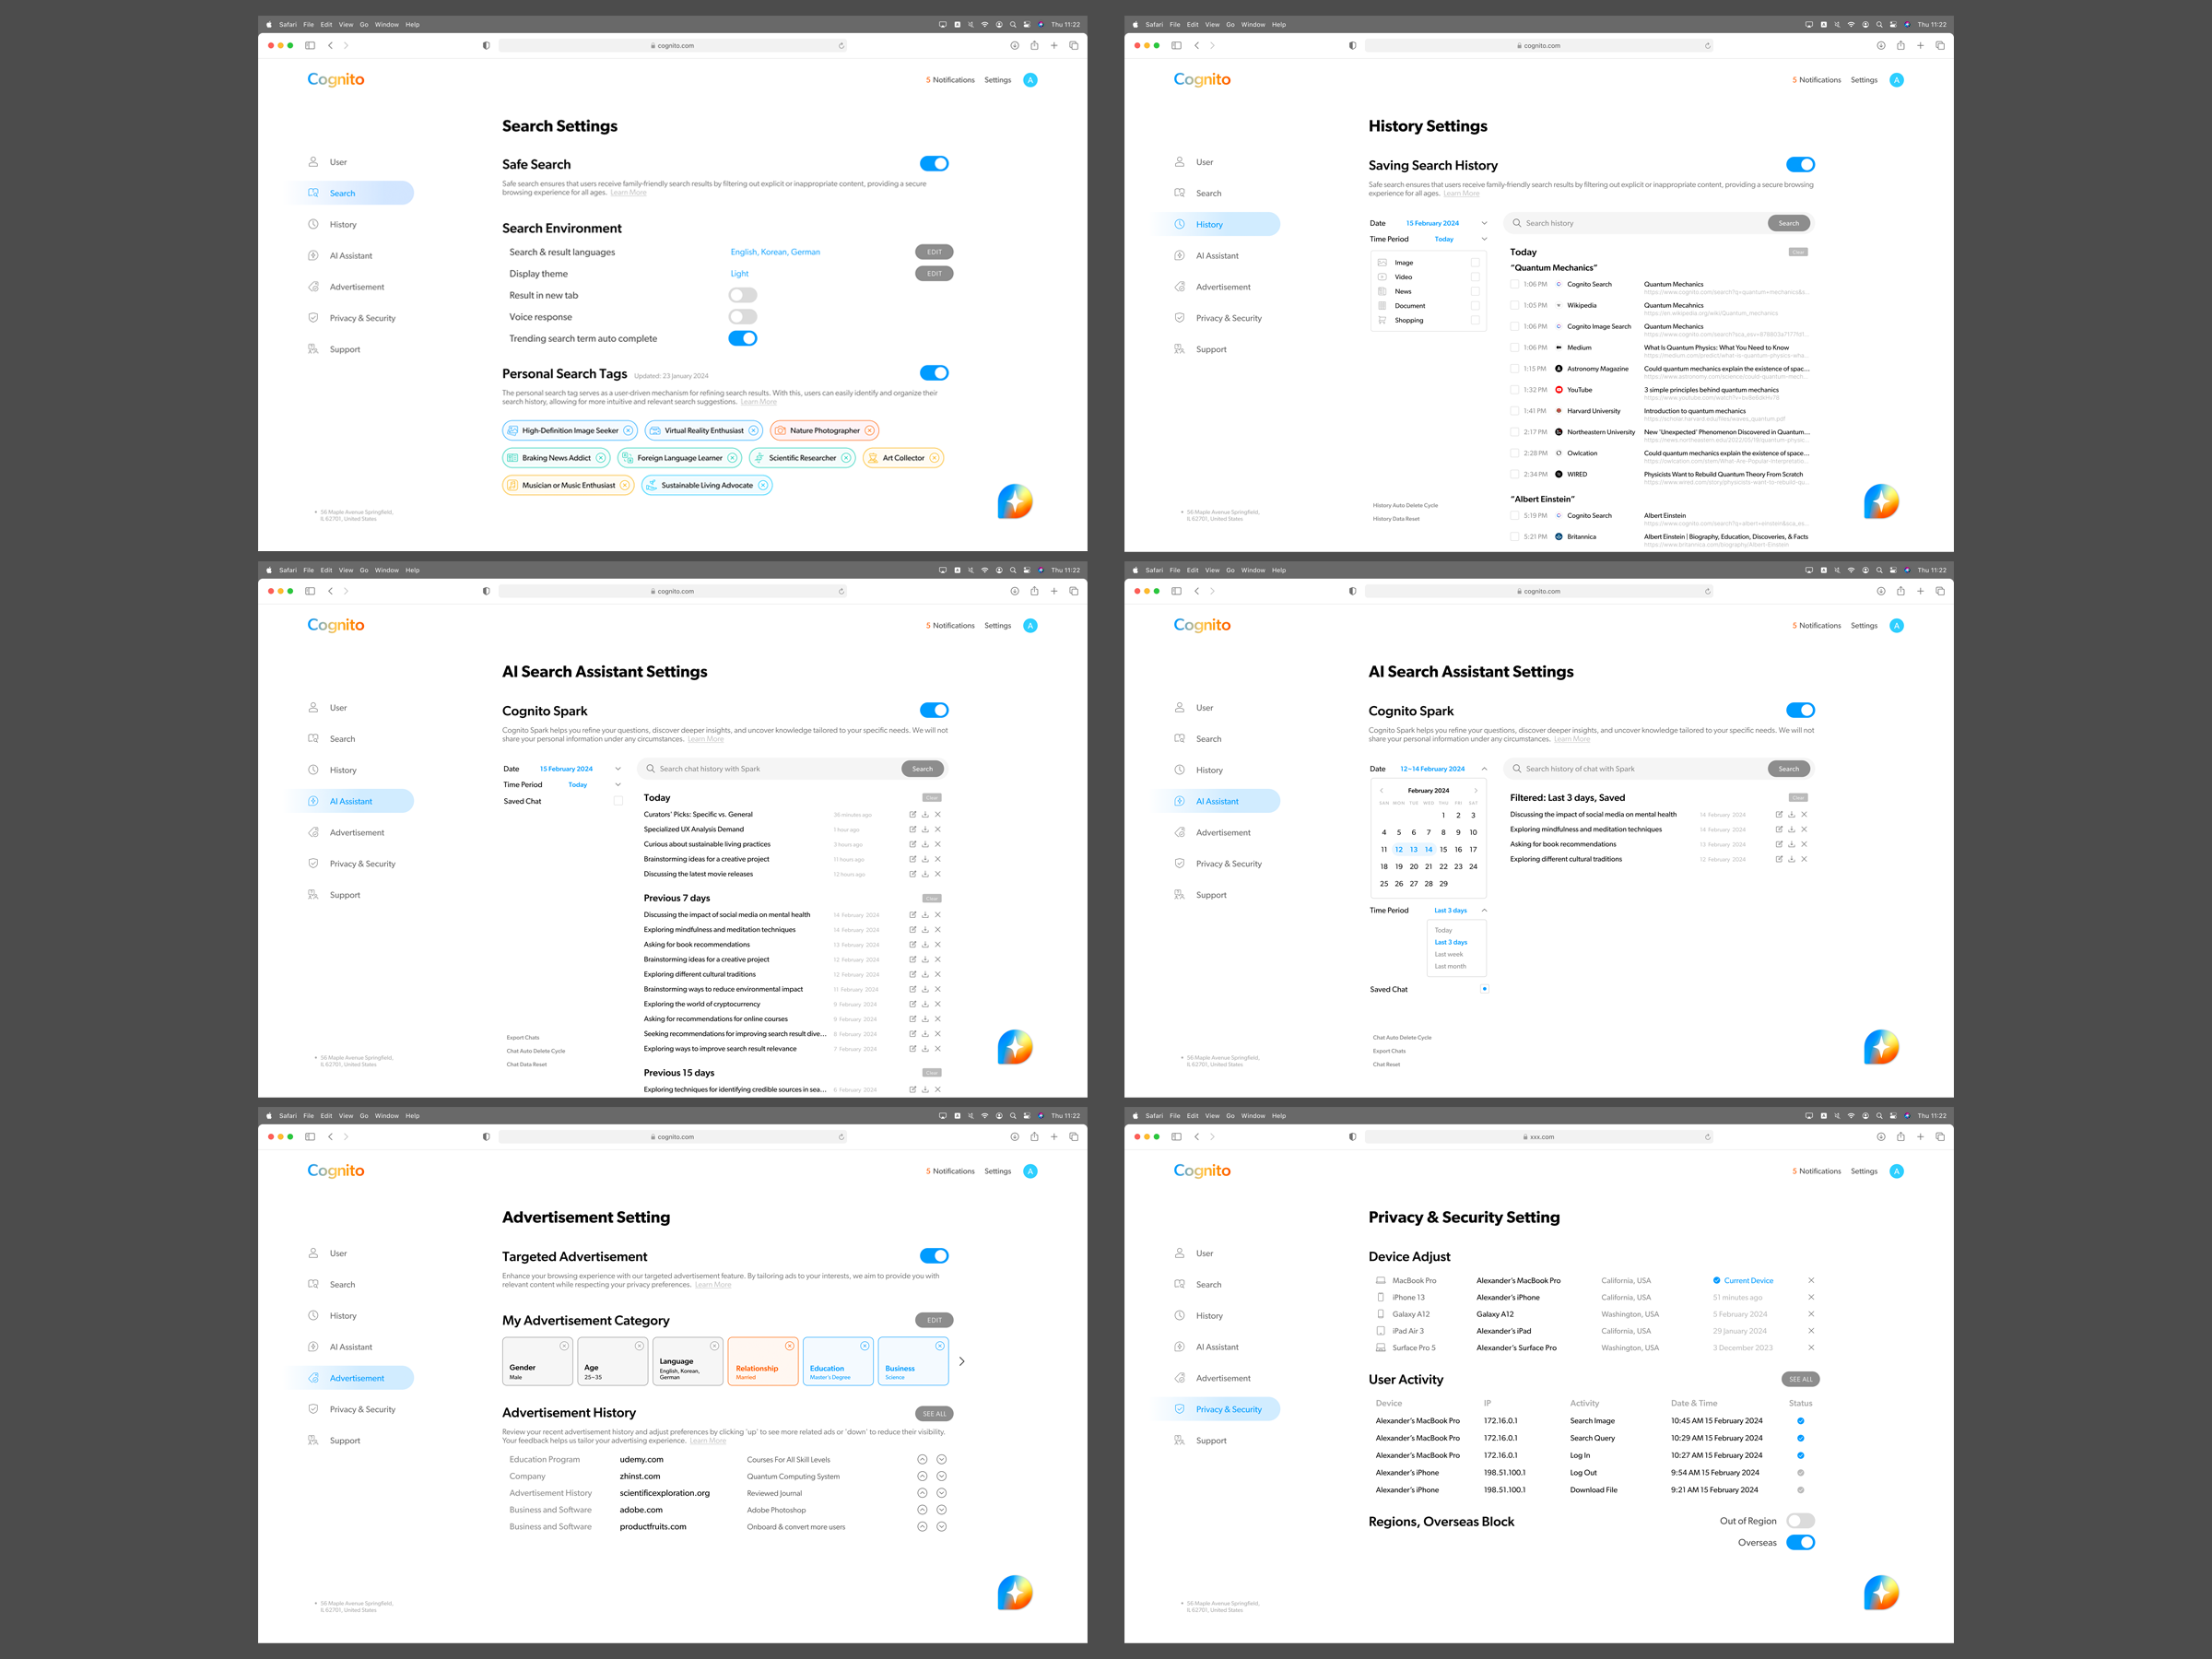 Safari File Edit View Go Window Help Thu 11:22
cognito.com
Cognito
5 Notifications Settings A
Search Settings
User
Search
History
AI Assistant
Advertisement
Privacy & Security
Support
Safe Search
Safe search ensures that users receive family-friendly search results by filtering out explicit or inappropriate content, providing a secure
browsing experience for all ages. Learn More
Search Environment
Search & result languages English, Korean, German EDIT
Display theme Light EDIT
Result in new tab
Voice response
Trending search term auto complete
Personal Search Tags Updated: 23 January 2024
The personal search tag serves as a user-driven mechanism for refining search results. With this, users can easily identify and organize their
search history, allowing for more intuitive and relevant search suggestions. Learn More
High-Definition Image Seeker Virtual Reality Enthusiast Nature Photographer
Braking News Addict Foreign Language Learner Scientific Researcher Art Collector
Musician or Music Enthusiast Sustainable Living Advocate
56 Maple Avenue Springfield,
IL 62701, United States
Safari File Edit View Go Window Help Thu 11:22
cognito.com
Cognito
5 Notifications Settings A
History Settings
User
Search
History
AI Assistant
Advertisement
Privacy & Security
Support
Saving Search History
Safe search ensures that users receive family-friendly search results by filtering out explicit or inappropriate content, providing a secure browsing
experience for all ages. Learn More
Date 15 February 2024
Time Period Today
Image
Video
News
Document
Shopping
Search history Search
Today Clear
“Quantum Mechanics”
1:06 PM Cognito Search Quantum Mechanics
1:05 PM Wikipedia Quantum Mecahnics
https://en.wikipedia.org/wiki/Quantum_mechanics
1:06 PM Cognito Image Search Quantum Mechanics
1:06 PM Medium What Is Quantum Physics: What You Need to Know
1:15 PM Astronomy Magazine Could quantum mechanics explain the existence of spac...
1:32 PM YouTube 3 simple principles behind quantum mechanics
1:41 PM Harvard University Introduction to quantum mechanics
2:17 PM Northeastern University New ‘Unexpected’ Phenomenon Discovered in Quantum...
2:28 PM Owlcation Could quantum mechanics explain the existence of space...
2:34 PM WIRED Physicists Want to Rebuild Quantum Theory From Scratch
“Albert Einstein”
5:19 PM Cognito Search Albert Einstein
5:21 PM Britannica Albert Einstein | Biography, Education, Discoveries, & Facts
https://www.britannica.com/biography/Albert-Einstein
History Auto Delete Cycle
History Data Reset
56 Maple Avenue Springfield,
IL 62701, United States
Safari File Edit View Go Window Help Thu 11:22
cognito.com
Cognito
5 Notifications Settings A
AI Search Assistant Settings
User
Search
History
AI Assistant
Advertisement
Privacy & Security
Support
Cognito Spark
Cognito Spark helps you refine your questions, discover deeper insights, and uncover knowledge tailored to your specific needs. We will not
share your personal information under any circumstances. Learn More
Date 15 February 2024
Time Period Today
Saved Chat
Search chat history with Spark Search
Today Clear
Curators’ Picks: Specific vs. General 36 minutes ago
Specialized UX Analysis Demand 1 hour ago
Curious about sustainable living practices 3 hours ago
Brainstorming ideas for a creative project 11 hours ago
Discussing the latest movie releases 12 hours ago
Previous 7 days Clear
Discussing the impact of social media on mental health 14 February 2024
Exploring mindfulness and meditation techniques 14 February 2024
Asking for book recommendations 13 February 2024
Brainstorming ideas for a creative project 12 February 2024
Exploring different cultural traditions 12 February 2024
Brainstorming ways to reduce environmental impact 11 February 2024
Exploring the world of cryptocurrency 9 February 2024
Asking for recommendations for online courses 9 February 2024
Seeking recommendations for improving search result dive... 8 February 2024
Exploring ways to improve search result relevance 7 February 2024
Previous 15 days Clear
Exploring techniques for identifying credible sources in sea... 6 February 2024
Export Chats
Chat Auto Delete Cycle
Chat Data Reset
56 Maple Avenue Springfield,
IL 62701, United States
Safari File Edit View Go Window Help Thu 11:22
cognito.com
Cognito
5 Notifications Settings A
AI Search Assistant Settings
User
Search
History
AI Assistant
Advertisement
Privacy & Security
Support
Cognito Spark
Cognito Spark helps you refine your questions, discover deeper insights, and uncover knowledge tailored to your specific needs. We will not
share your personal information under any circumstances. Learn More
Date 12–14 February 2024
February 2024
SUN MON TUE WED THU FRI SAT
1 2 3
4 5 6 7 8 9 10
11 12 13 14 15 16 17
18 19 20 21 22 23 24
25 26 27 28 29
Time Period Last 3 days
Today
Last 3 days
Last week
Last month
Saved Chat
Search history of chat with Spark Search
Filtered: Last 3 days, Saved Clear
Discussing the impact of social media on mental health 14 February 2024
Exploring mindfulness and meditation techniques 14 February 2024
Asking for book recommendations 13 February 2024
Exploring different cultural traditions 12 February 2024
Chat Auto Delete Cycle
Export Chats
Chat Reset
56 Maple Avenue Springfield,
IL 62701, United States
Safari File Edit View Go Window Help Thu 11:22
cognito.com
Cognito
5 Notifications Settings A
Advertisement Setting
User
Search
History
AI Assistant
Advertisement
Privacy & Security
Support
Targeted Advertisement
Enhance your browsing experience with our targeted advertisement feature. By tailoring ads to your interests, we aim to provide you with
relevant content while respecting your privacy preferences. Learn More
My Advertisement Category EDIT
Gender
Male
Age
25–35
Language
English, Korean,
German
Relationship
Married
Education
Master’s Degree
Business
Science
Advertisement History SEE ALL
Review your recent advertisement history and adjust preferences by clicking ‘up’ to see more related ads or ‘down’ to reduce their visibility.
Your feedback helps us tailor your advertising experience. Learn More
Education Program udemy.com Courses For All Skill Levels
Company zhinst.com Quantum Computing System
Advertisement History scientificexploration.org Reviewed Journal
Business and Software adobe.com Adobe Photoshop
Business and Software productfruits.com Onboard & convert more users
56 Maple Avenue Springfield,
IL 62701, United States
Safari File Edit View Go Window Help Thu 11:22
xxx.com
Cognito
5 Notifications Settings A
Privacy & Security Setting
User
Search
History
AI Assistant
Advertisement
Privacy & Security
Support
Device Adjust
MacBook Pro Alexander’s MacBook Pro California, USA Current Device
iPhone 13 Alexander’s iPhone California, USA 51 minutes ago
Galaxy A12 Galaxy A12 Washington, USA 5 February 2024
iPad Air 3 Alexander’s iPad California, USA 29 January 2024
Surface Pro 5 Alexander’s Surface Pro Washington, USA 3 December 2023
User Activity SEE ALL
Device IP Activity Date & Time Status
Alexander’s MacBook Pro 172.16.0.1 Search Image 10:45 AM 15 February 2024
Alexander’s MacBook Pro 172.16.0.1 Search Query 10:29 AM 15 February 2024
Alexander’s MacBook Pro 172.16.0.1 Log In 10:27 AM 15 February 2024
Alexander’s iPhone 198.51.100.1 Log Out 9:54 AM 15 February 2024
Alexander’s iPhone 198.51.100.1 Download File 9:21 AM 15 February 2024
Regions, Overseas Block Out of Region
Overseas
56 Maple Avenue Springfield,
IL 62701, United States